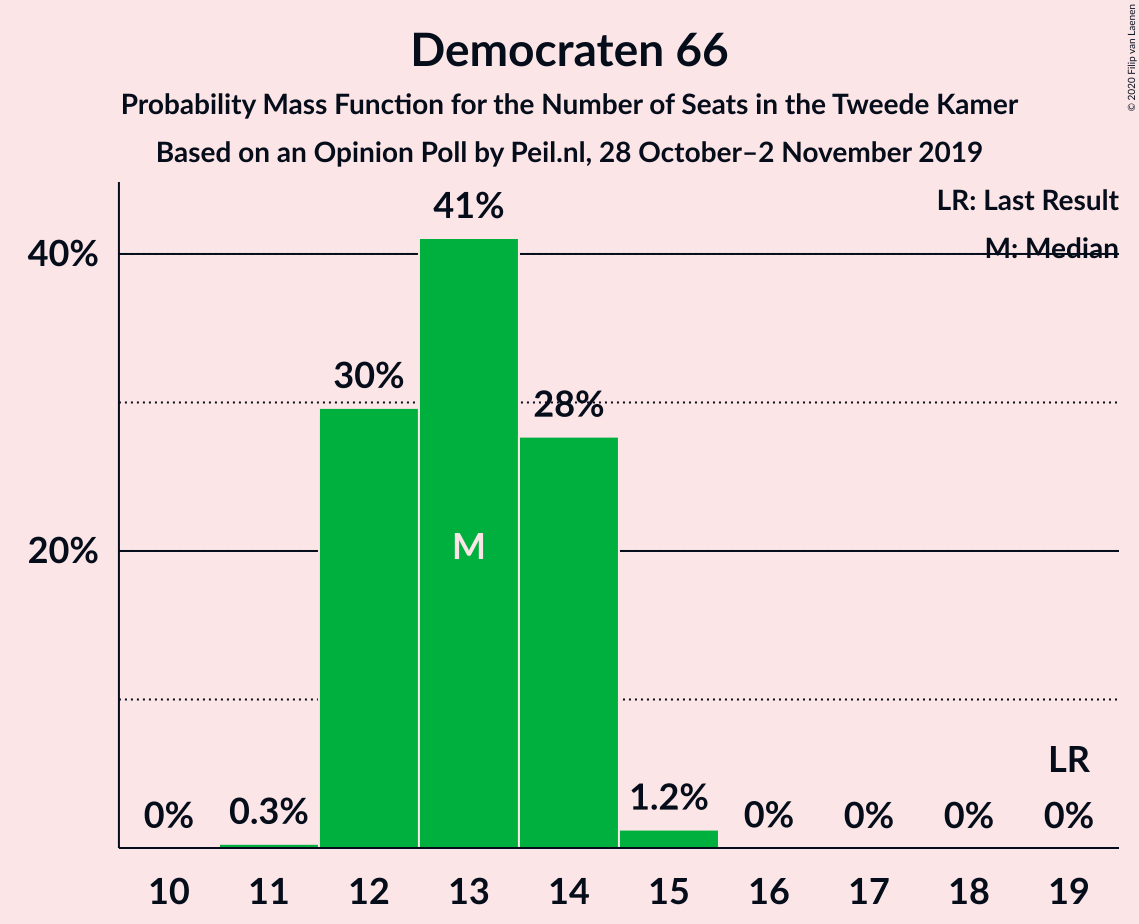 Democraten 66
Probability Mass Function for the Number of Seats in the Tweede Kamer
Based on an Opinion Poll by Peil.nl, 28 October–2 November 2019
© 2020 Filip van Laenen
LR: Last Result
M: Median
40%
20%
0%
0.3%
30%
41%
28%
1.2%
0%
0%
0%
0%
M
LR
10 11 12 13 14 15 16 17 18 19